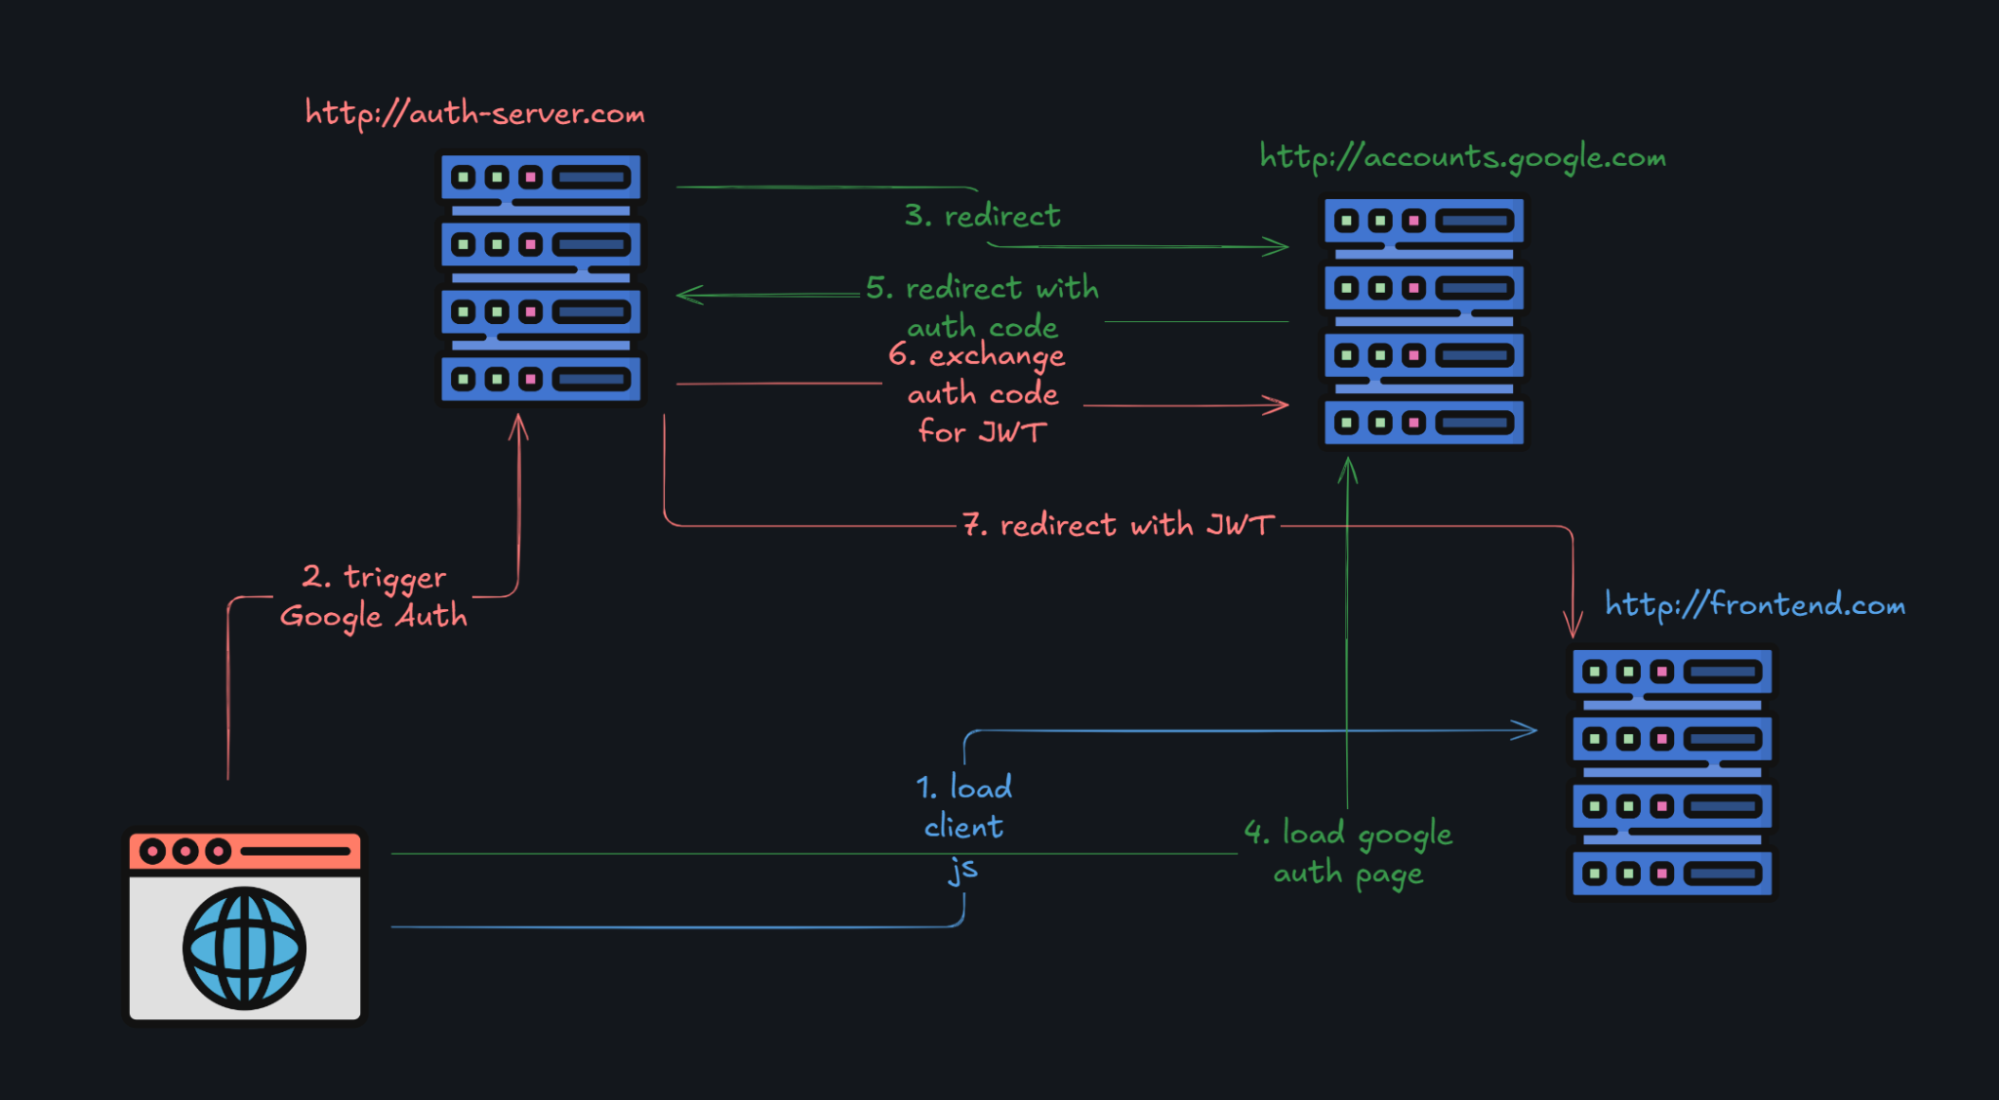 http://auth-server.com
http://accounts.google.com
3. redirect
5. redirect with
auth code
6. exchange
auth code
for JWT
7. redirect with JWT
2. trigger
Google Auth
http://frontend.com
1. load
client
js
4. load google
auth page